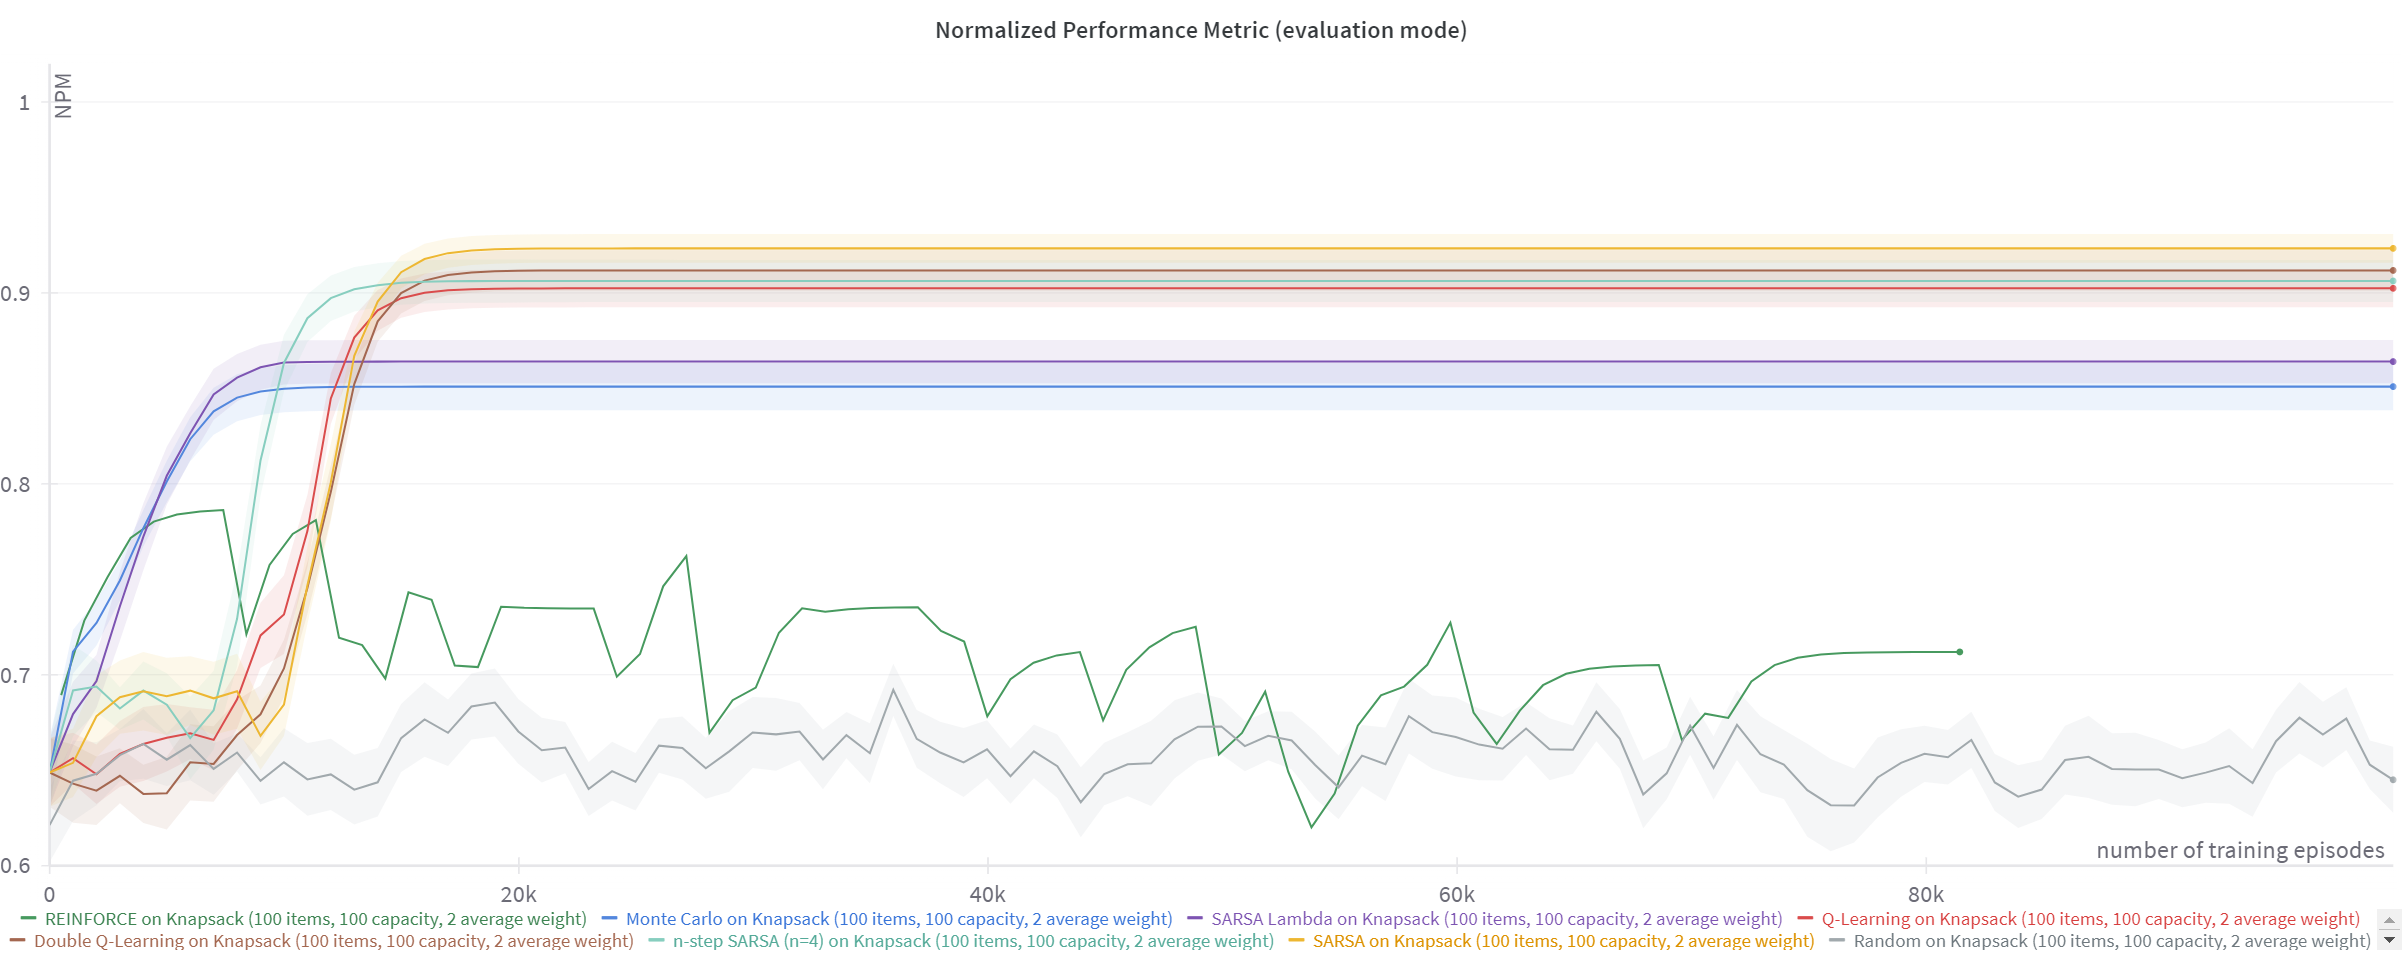 Normalized Performance Metric (evaluation mode)
NPM
1
0.9
0.8
0.7
0.6
number of training episodes
0 20k 40k 60k 80k
REINFORCE on Knapsack (100 items, 100 capacity, 2 average weight) Monte Carlo on Knapsack (100 items, 100 capacity, 2 average weight) SARSA Lambda on Knapsack (100 items, 100 capacity, 2 average weight) Q-Learning on Knapsack (100 items, 100 capacity, 2 average weight)
Double Q-Learning on Knapsack (100 items, 100 capacity, 2 average weight) n-step SARSA (n=4) on Knapsack (100 items, 100 capacity, 2 average weight) SARSA on Knapsack (100 items, 100 capacity, 2 average weight) Random on Knapsack (100 items, 100 capacity, 2 average weight)